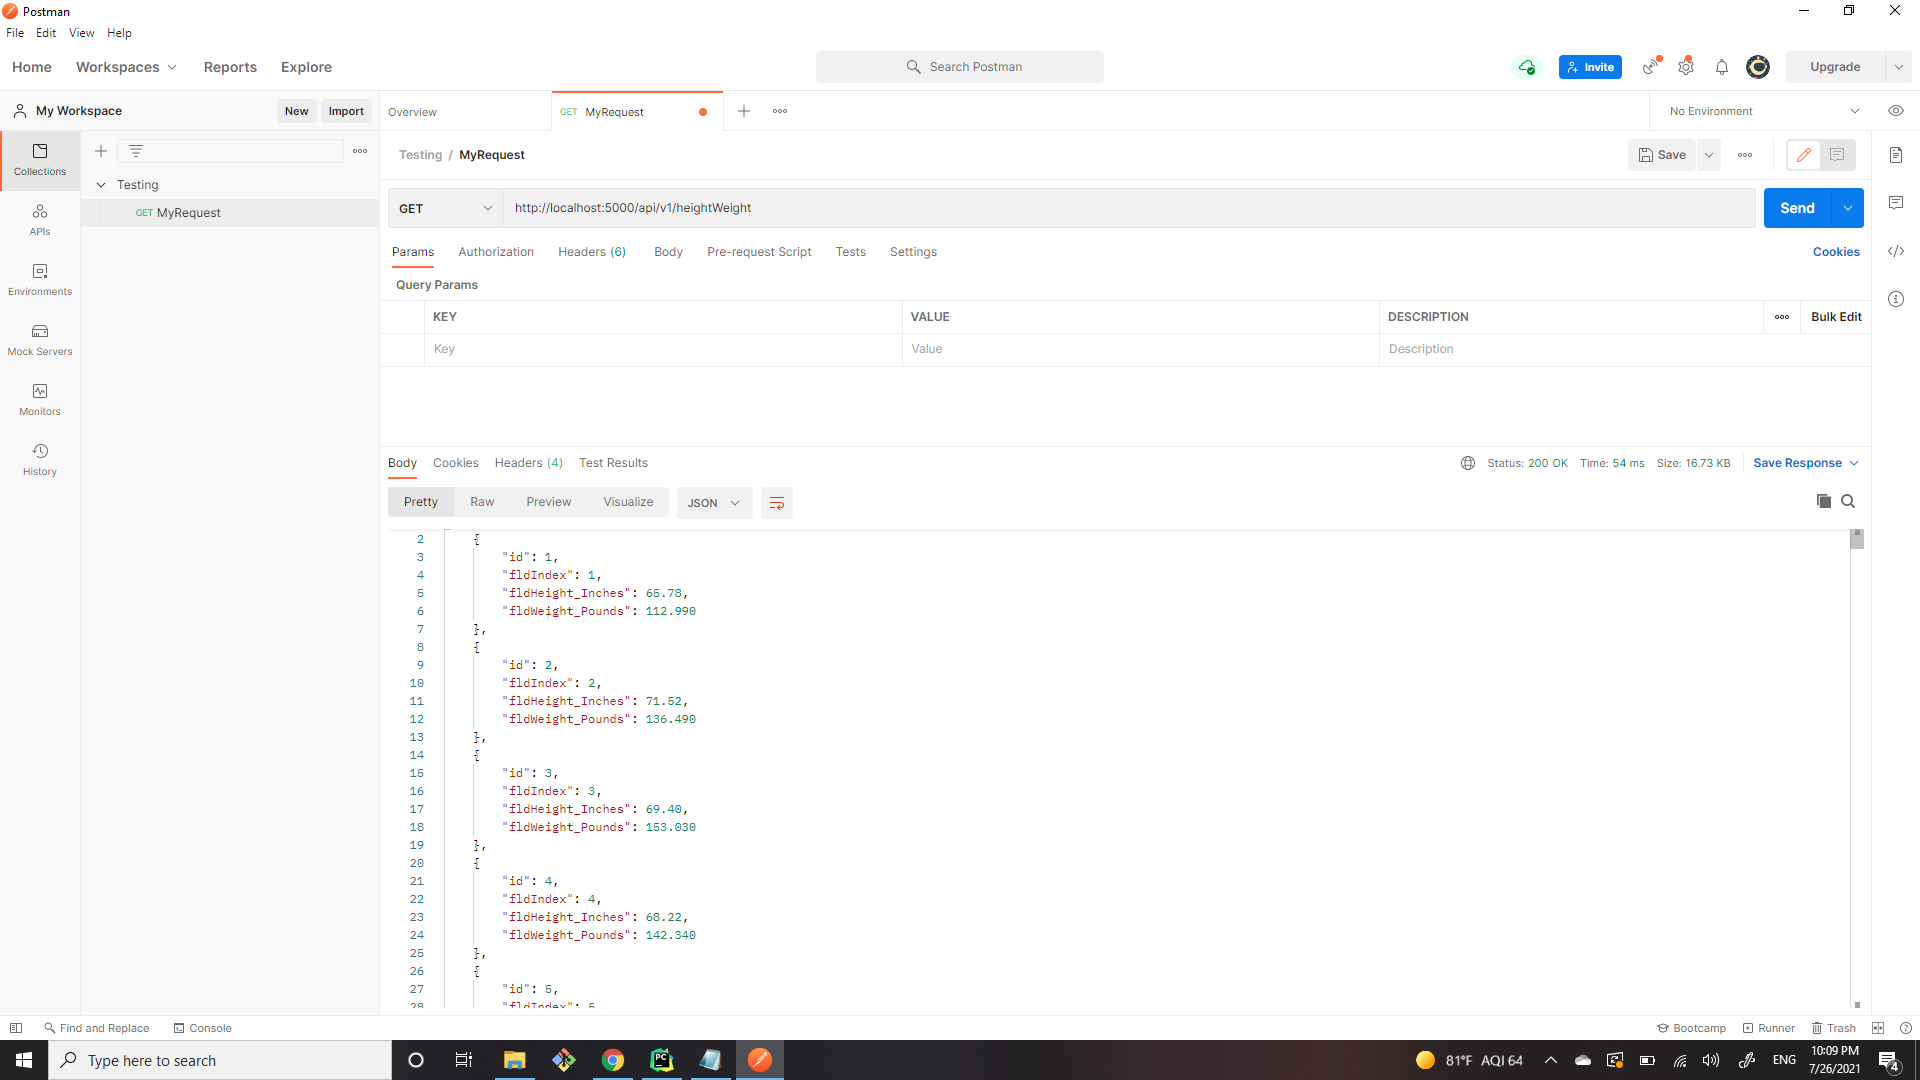 Postman
File Edit View Help
Home Workspaces Reports Explore Search Postman Invite Upgrade
My Workspace New Import Overview GET MyRequest No Environment
Testing / MyRequest Save
Collections
Testing
GET MyRequest
GET http://localhost:5000/api/v1/heightWeight Send
APIs
Params Authorization Headers (6) Body Pre-request Script Tests Settings Cookies
Query Params
Environments
KEY VALUE DESCRIPTION Bulk Edit
Key Value Description
Mock Servers
Monitors
History
Body Cookies Headers (4) Test Results Status: 200 OK Time: 54 ms Size: 16.73 KB Save Response
Pretty Raw Preview Visualize JSON
2 {
3 "id": 1,
4 "fldIndex": 1,
5 "fldHeight_Inches": 65.78,
6 "fldWeight_Pounds": 112.990
7 },
8 {
9 "id": 2,
10 "fldIndex": 2,
11 "fldHeight_Inches": 71.52,
12 "fldWeight_Pounds": 136.490
13 },
14 {
15 "id": 3,
16 "fldIndex": 3,
17 "fldHeight_Inches": 69.40,
18 "fldWeight_Pounds": 153.030
19 },
20 {
21 "id": 4,
22 "fldIndex": 4,
23 "fldHeight_Inches": 68.22,
24 "fldWeight_Pounds": 142.340
25 },
26 {
27 "id": 5,
28 "fldIndex": 5
Find and Replace Console Bootcamp Runner Trash
Type here to search PC 81°F AQI 64 ENG 10:09 PM
7/26/2021 4